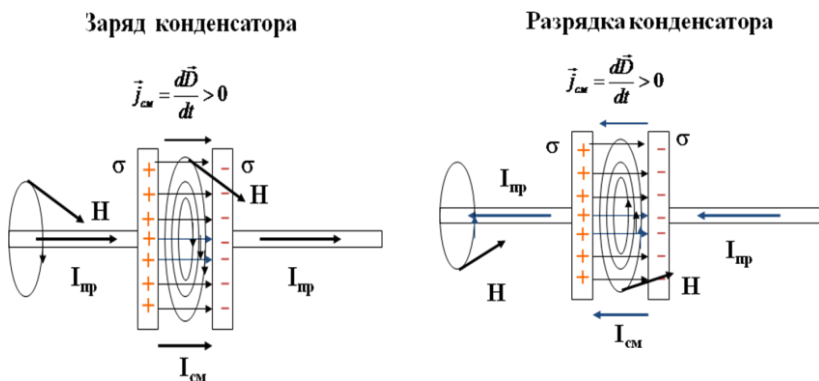 Заряд конденсатора
j⃗см = dD⃗/dt > 0
σ
σ
H
H
Iпр
Iпр
Iсм
+ + + + + + +
- - - - - - -
Разрядка конденсатора
j⃗см = dD⃗/dt > 0
σ
σ
Iпр
Iпр
H
H
Iсм
+ + + + + + +
- - - - - - -